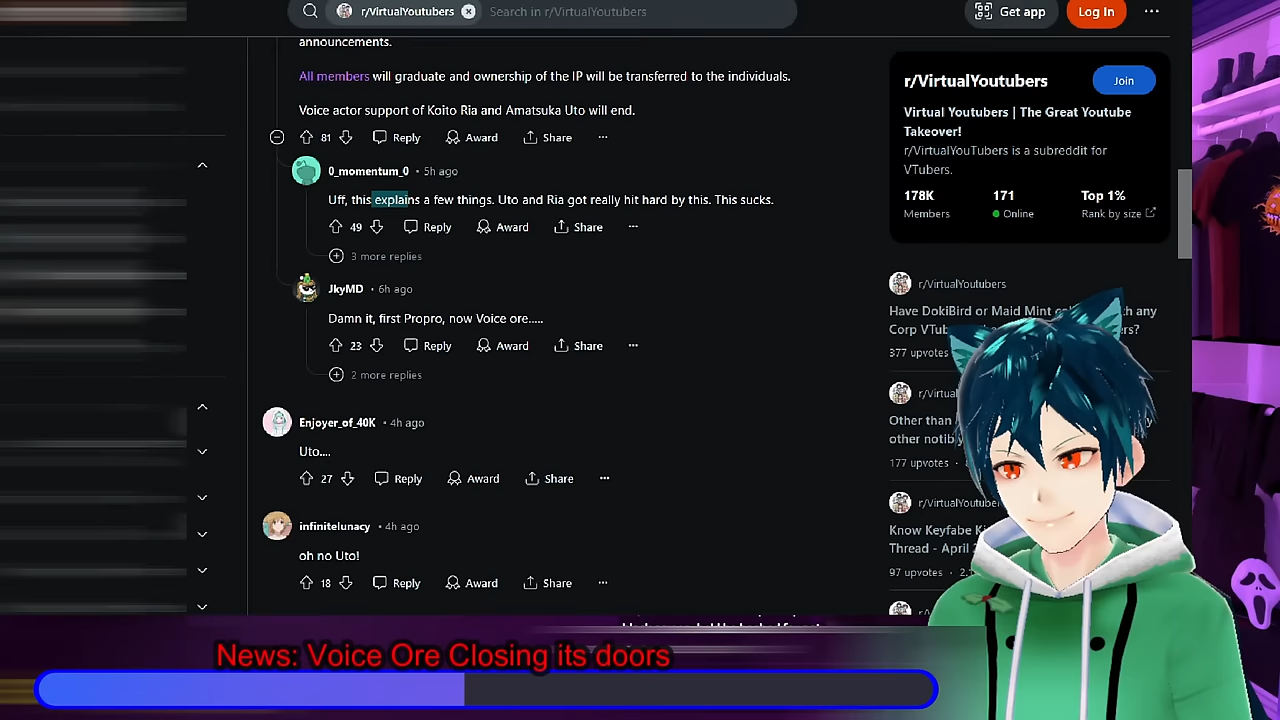 r/VirtualYoutubers
Search in r/VirtualYoutubers
Get app
Log In
announcements.
All members will graduate and ownership of the IP will be transferred to the individuals.
Voice actor support of Koito Ria and Amatsuka Uto will end.
81 Reply Award Share
0_momentum_0 • 5h ago
Uff, this explains a few things. Uto and Ria got really hit hard by this. This sucks.
49 Reply Award Share
3 more replies
JkyMD • 6h ago
Damn it, first Propro, now Voice ore.....
23 Reply Award Share
2 more replies
Enjoyer_of_40K • 4h ago
Uto....
27 Reply Award Share
infinitelunacy • 4h ago
oh no Uto!
18 Reply Award Share
r/VirtualYoutubers
Join
Virtual Youtubers | The Great Youtube
Takeover!
r/VirtualYouTubers is a subreddit for
VTubers.
178K 171 Top 1%
Members Online Rank by size
r/VirtualYoutubers
Have DokiBird or Maid Mint any
Corp VTub
377 upvotes
r/Virtual
Other than
other notibl
177 upvotes
r/VirtualYoutube
Know Keyfabe
Thread - April
97 upvotes
News: Voice Ore Closing its doors